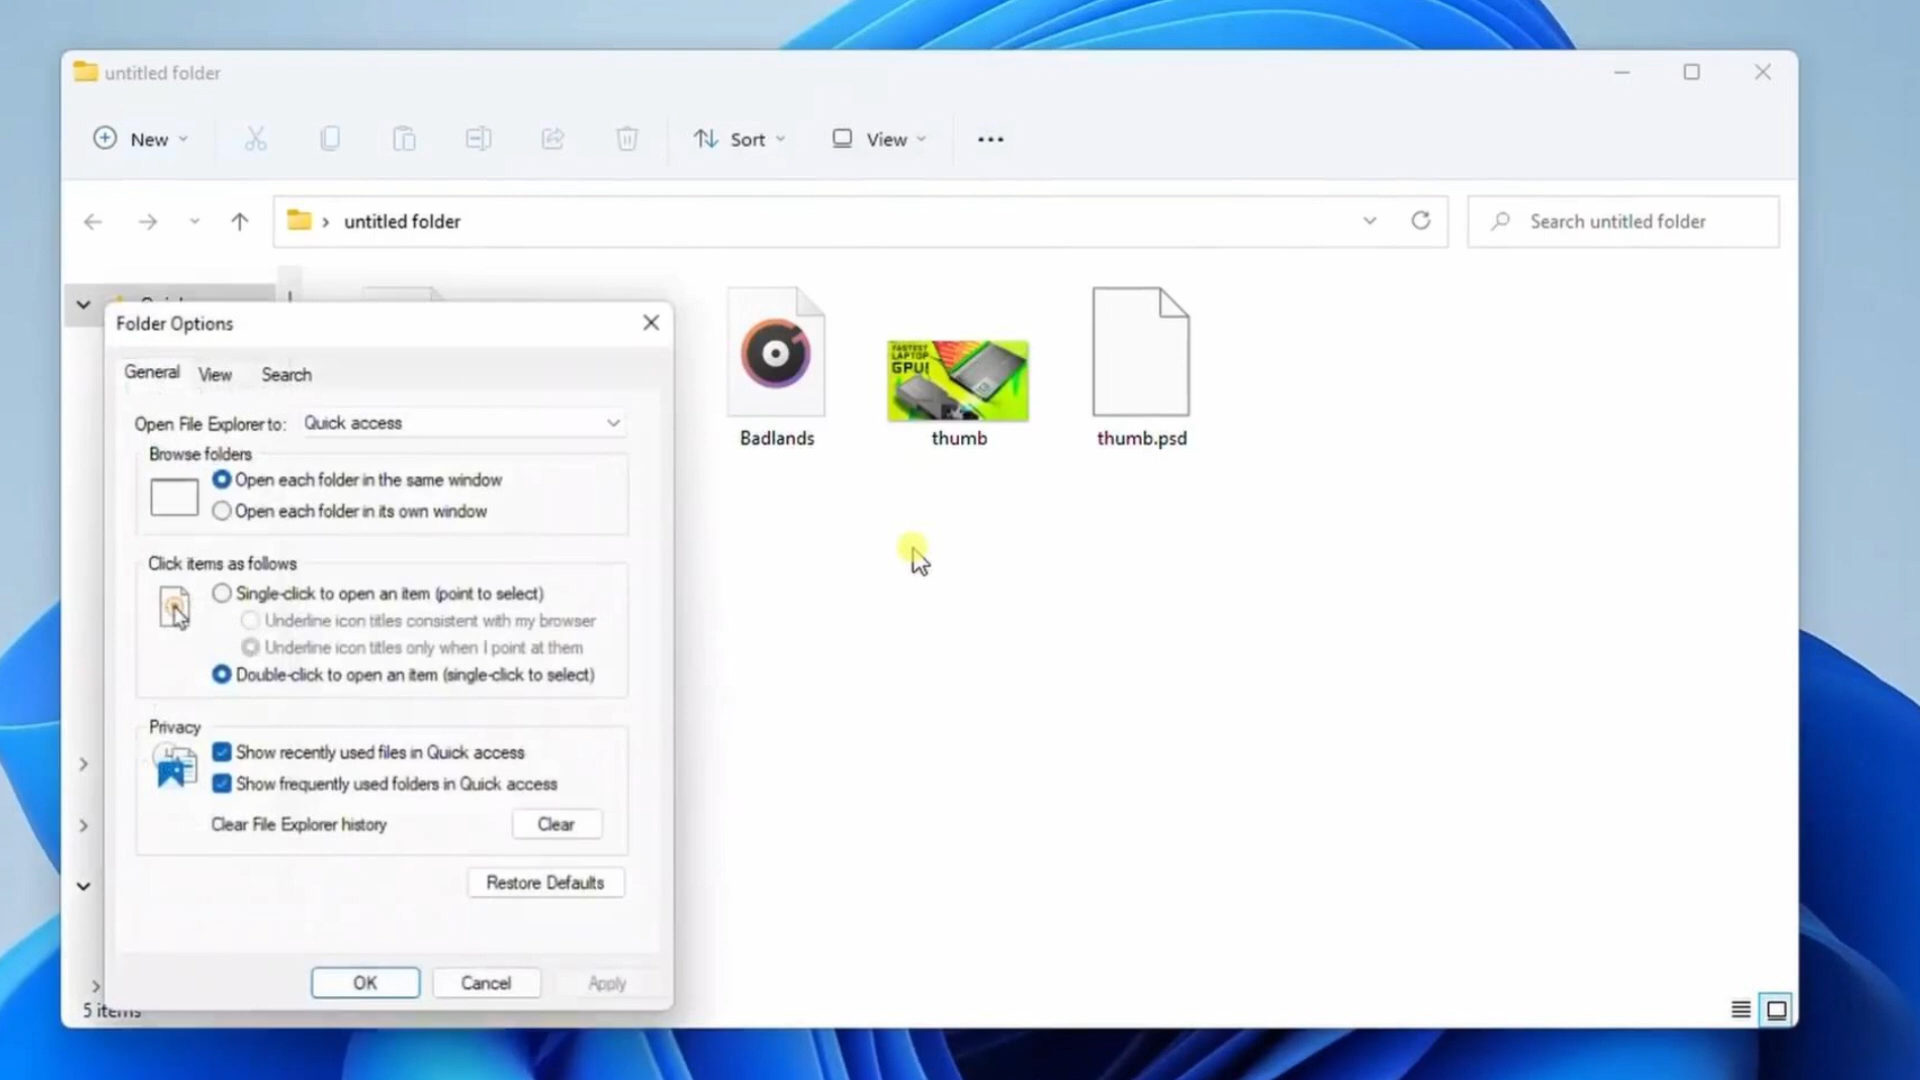 untitled folder
New
Sort
View
untitled folder
Search untitled folder
Folder Options
General
View
Search
Open File Explorer to:
Quick access
Browse folders
Open each folder in the same window
Open each folder in its own window
Click items as follows
Single-click to open an item (point to select)
Underline icon titles consistent with my browser
Underline icon titles only when I point at them
Double-click to open an item (single-click to select)
Privacy
Show recently used files in Quick access
Show frequently used folders in Quick access
Clear File Explorer history
Clear
Restore Defaults
OK
Cancel
Apply
FASTEST
LAPTOP
GPU!
Badlands
thumb
thumb.psd
5 items